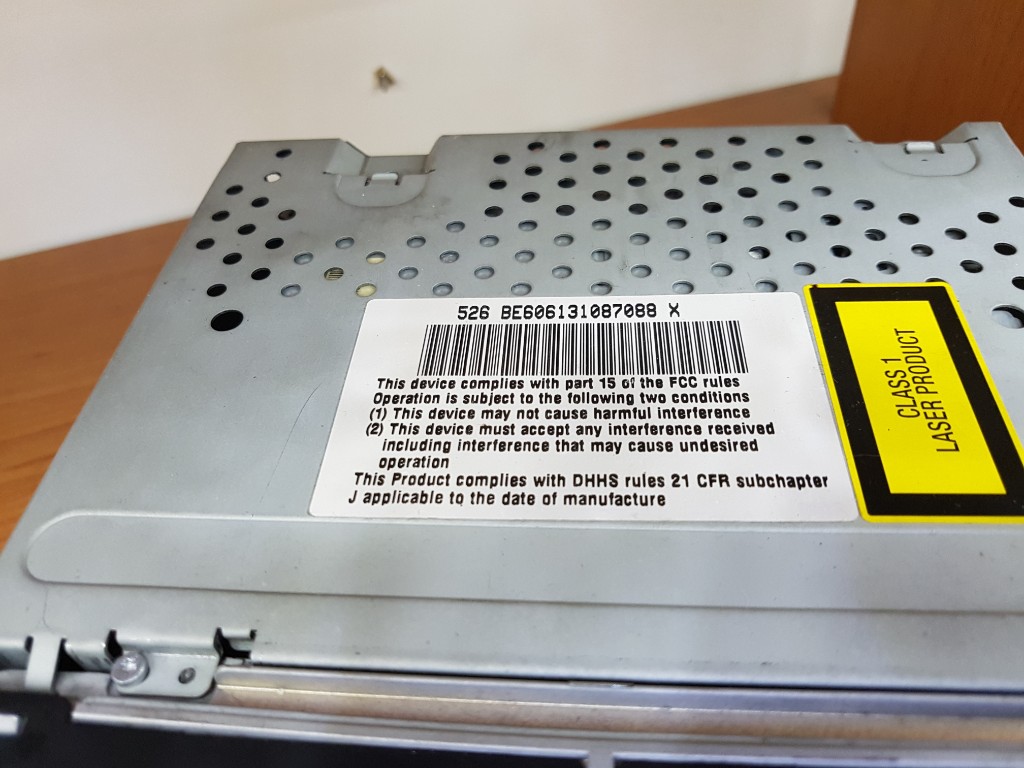 526 BE606131087088 X
This device complies with part 15 of the FCC rules
Operation is subject to the following two conditions
(1) This device may not cause harmful interference
(2) This device must accept any interference received
including interference that may cause undesired
operation
This Product complies with DHHS rules 21 CFR subchapter
J applicable to the date of manufacture
CLASS 1
LASER PRODUCT